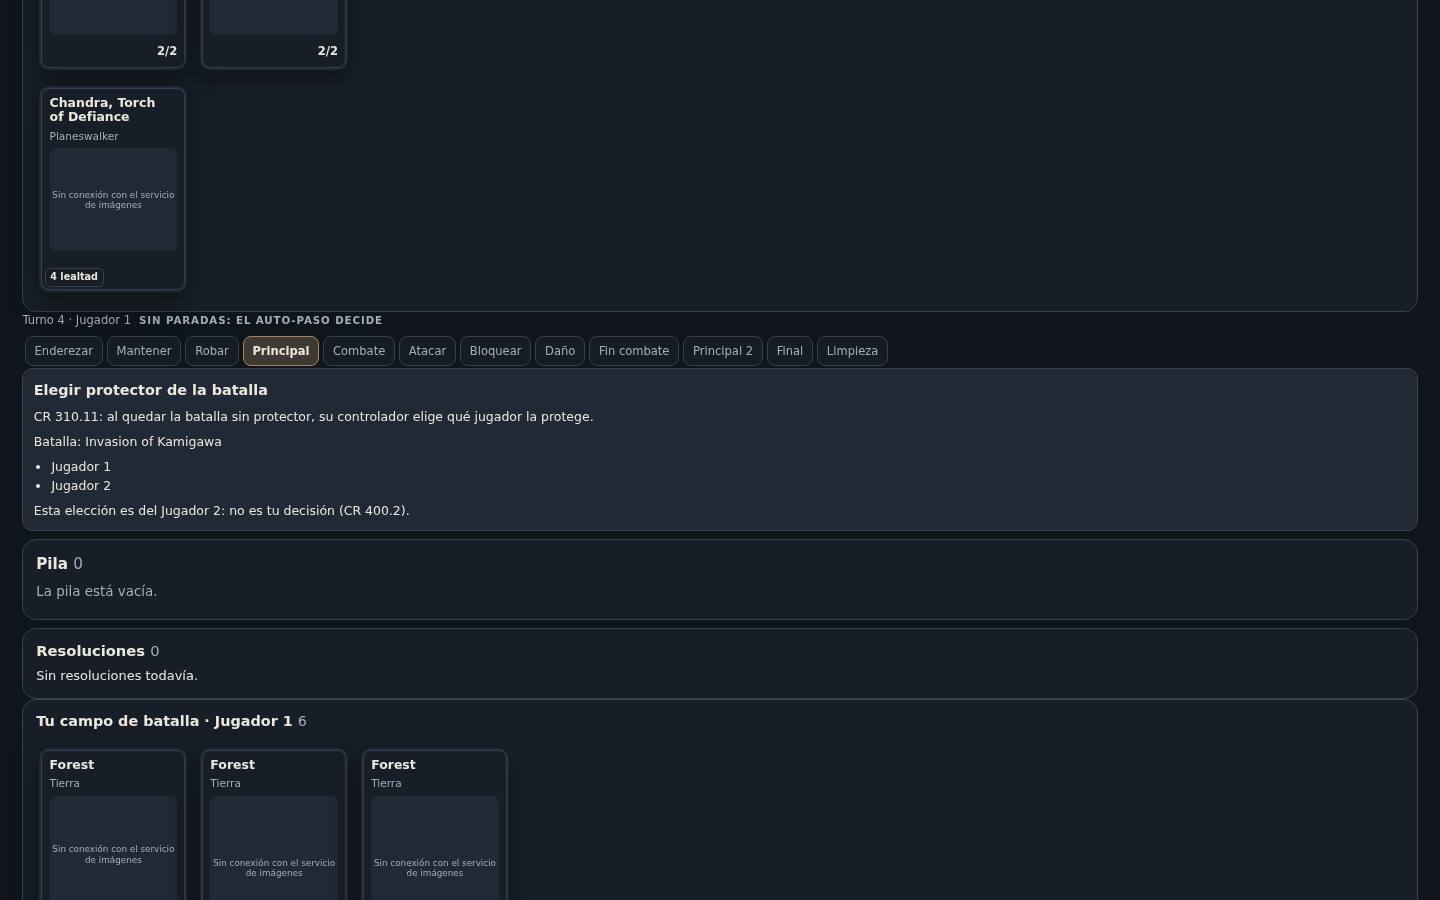 2/2
2/2
Chandra, Torch
of Defiance
Planeswalker
Sin conexión con el servicio
de imágenes
4 lealtad
Turno 4 · Jugador 1 SIN PARADAS: EL AUTO-PASO DECIDE
Enderezar Mantener Robar Principal Combate Atacar Bloquear Daño Fin combate Principal 2 Final Limpieza
Elegir protector de la batalla
CR 310.11: al quedar la batalla sin protector, su controlador elige qué jugador la protege.
Batalla: Invasion of Kamigawa
• Jugador 1
• Jugador 2
Esta elección es del Jugador 2: no es tu decisión (CR 400.2).
Pila 0
La pila está vacía.
Resoluciones 0
Sin resoluciones todavía.
Tu campo de batalla · Jugador 1 6
Forest
Tierra
Sin conexión con el servicio
de imágenes
Forest
Tierra
Sin conexión con el servicio
de imágenes
Forest
Tierra
Sin conexión con el servicio
de imágenes